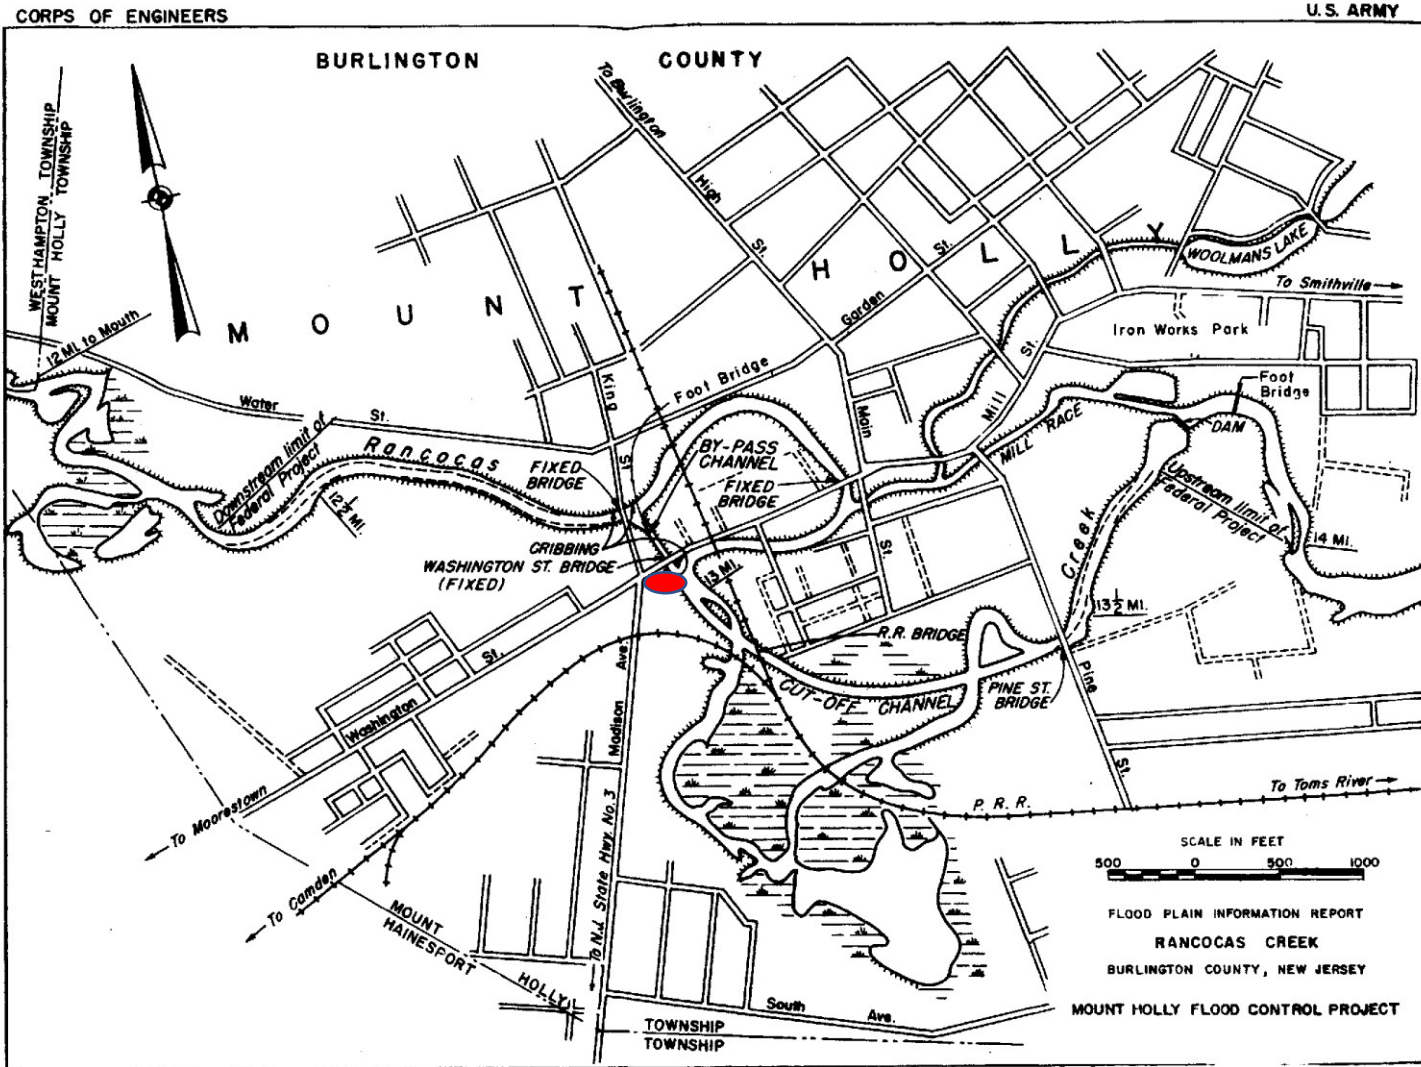 CORPS OF ENGINEERS
U.S. ARMY
BURLINGTON COUNTY
WESTHAMPTON TOWNSHIP
MOUNT HOLLY TOWNSHIP
To Burlington
High
St.
MOUNT HOLLY
Garden
St.
WOOLMANS LAKE
To Smithville
Iron Works Park
12 MI. to Mouth
Water
St.
King
St.
Foot Bridge
Main
St.
Mill
St.
MILL RACE
Foot
Bridge
DAM
Downstream limit of
Federal Project
Rancocas
12½ MI.
FIXED
BRIDGE
BY-PASS
CHANNEL
FIXED
BRIDGE
CRIBBING
WASHINGTON ST. BRIDGE
(FIXED)
13 MI.
Creek
Upstream limit of
Federal Project
14 MI.
13½ MI.
R.R. BRIDGE
CUT-OFF CHANNEL
PINE ST.
BRIDGE
Pine
St.
Washington
St.
Madison
Ave.
To Moorestown
To Camden
To N.J. State Hwy. No. 3
P. R. R.
To Toms River
MOUNT HOLLY
HAINESPORT
South Ave.
TOWNSHIP
TOWNSHIP
SCALE IN FEET
500 0 500 1000
FLOOD PLAIN INFORMATION REPORT
RANCOCAS CREEK
BURLINGTON COUNTY, NEW JERSEY
MOUNT HOLLY FLOOD CONTROL PROJECT